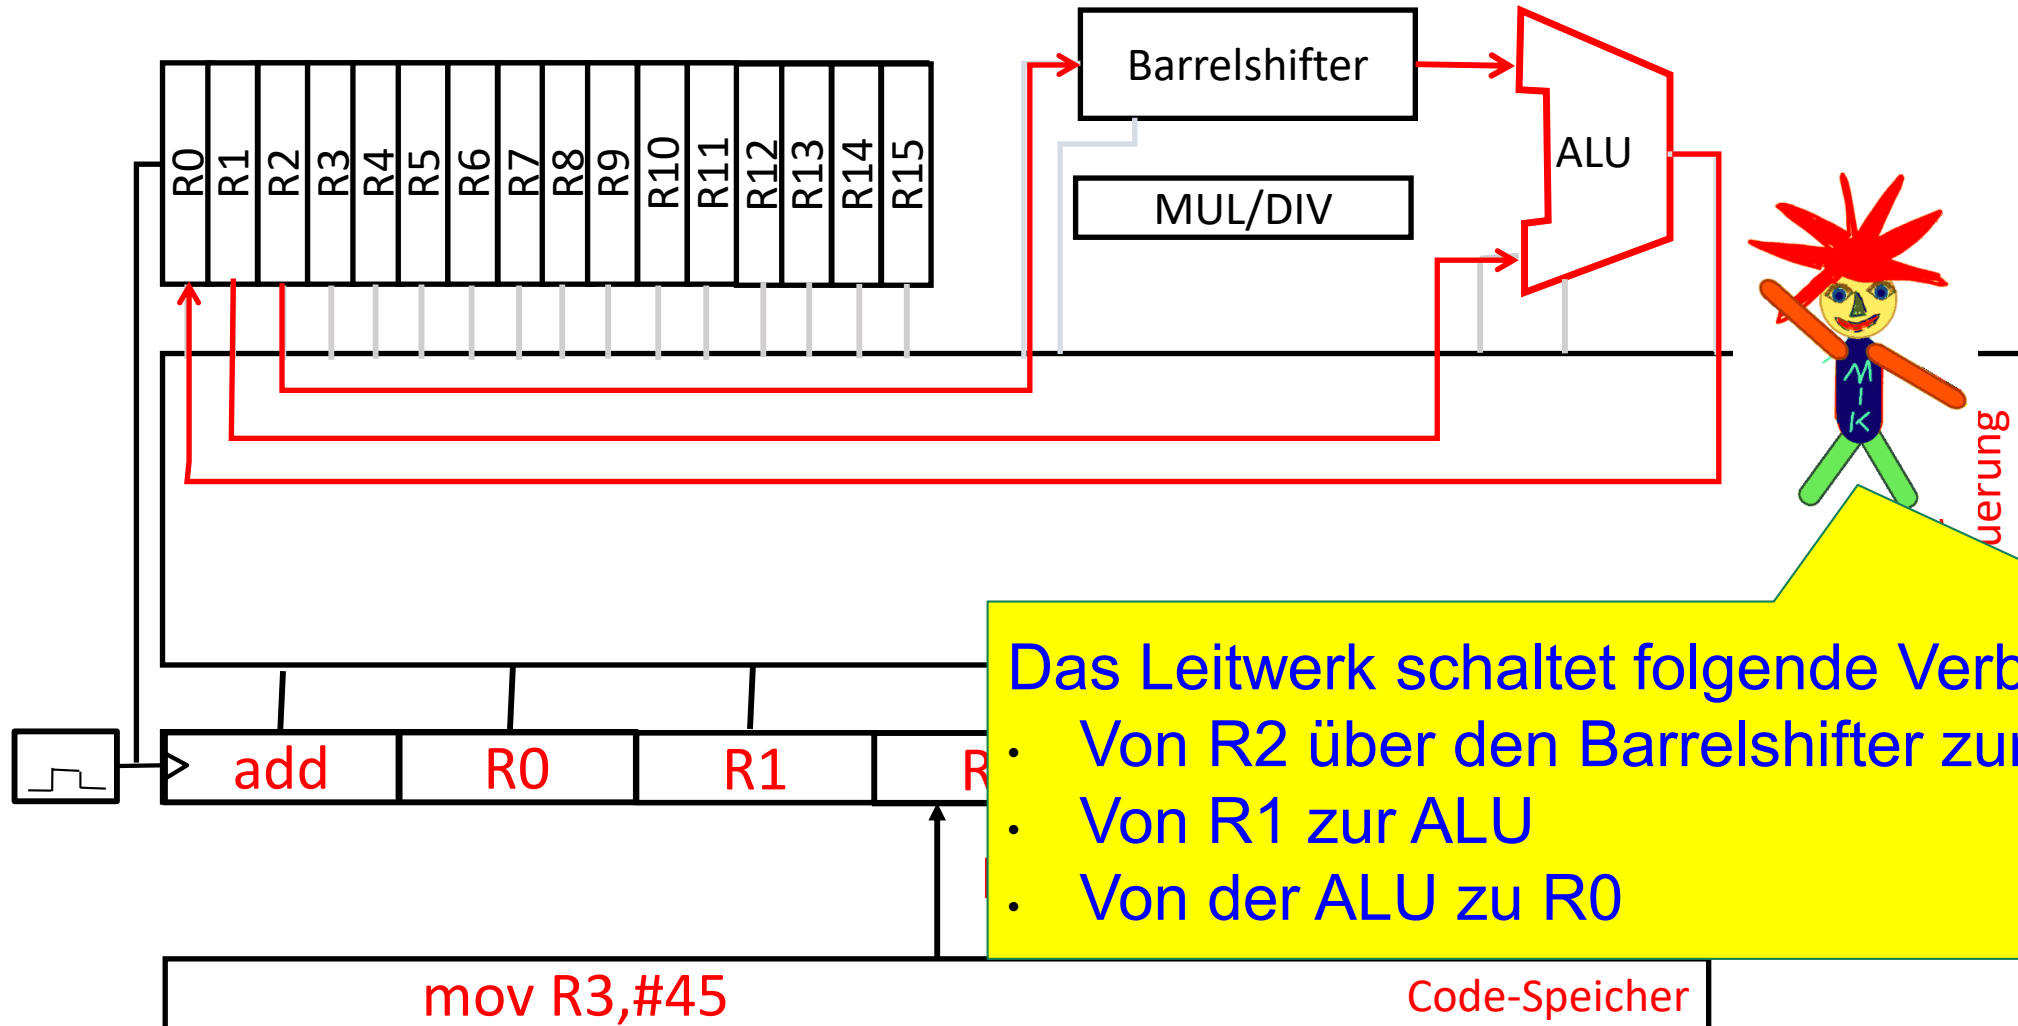 R0 R1 R2 R3 R4 R5 R6 R7 R8 R9 R10 R11 R12 R13 R14 R15
Barrelshifter
ALU
MUL/DIV
MIK
uerung
Das Leitwerk schaltet folgende Verb
• Von R2 über den Barrelshifter zur
• Von R1 zur ALU
• Von der ALU zu R0
add R0 R1 R
mov R3,#45
Code-Speicher